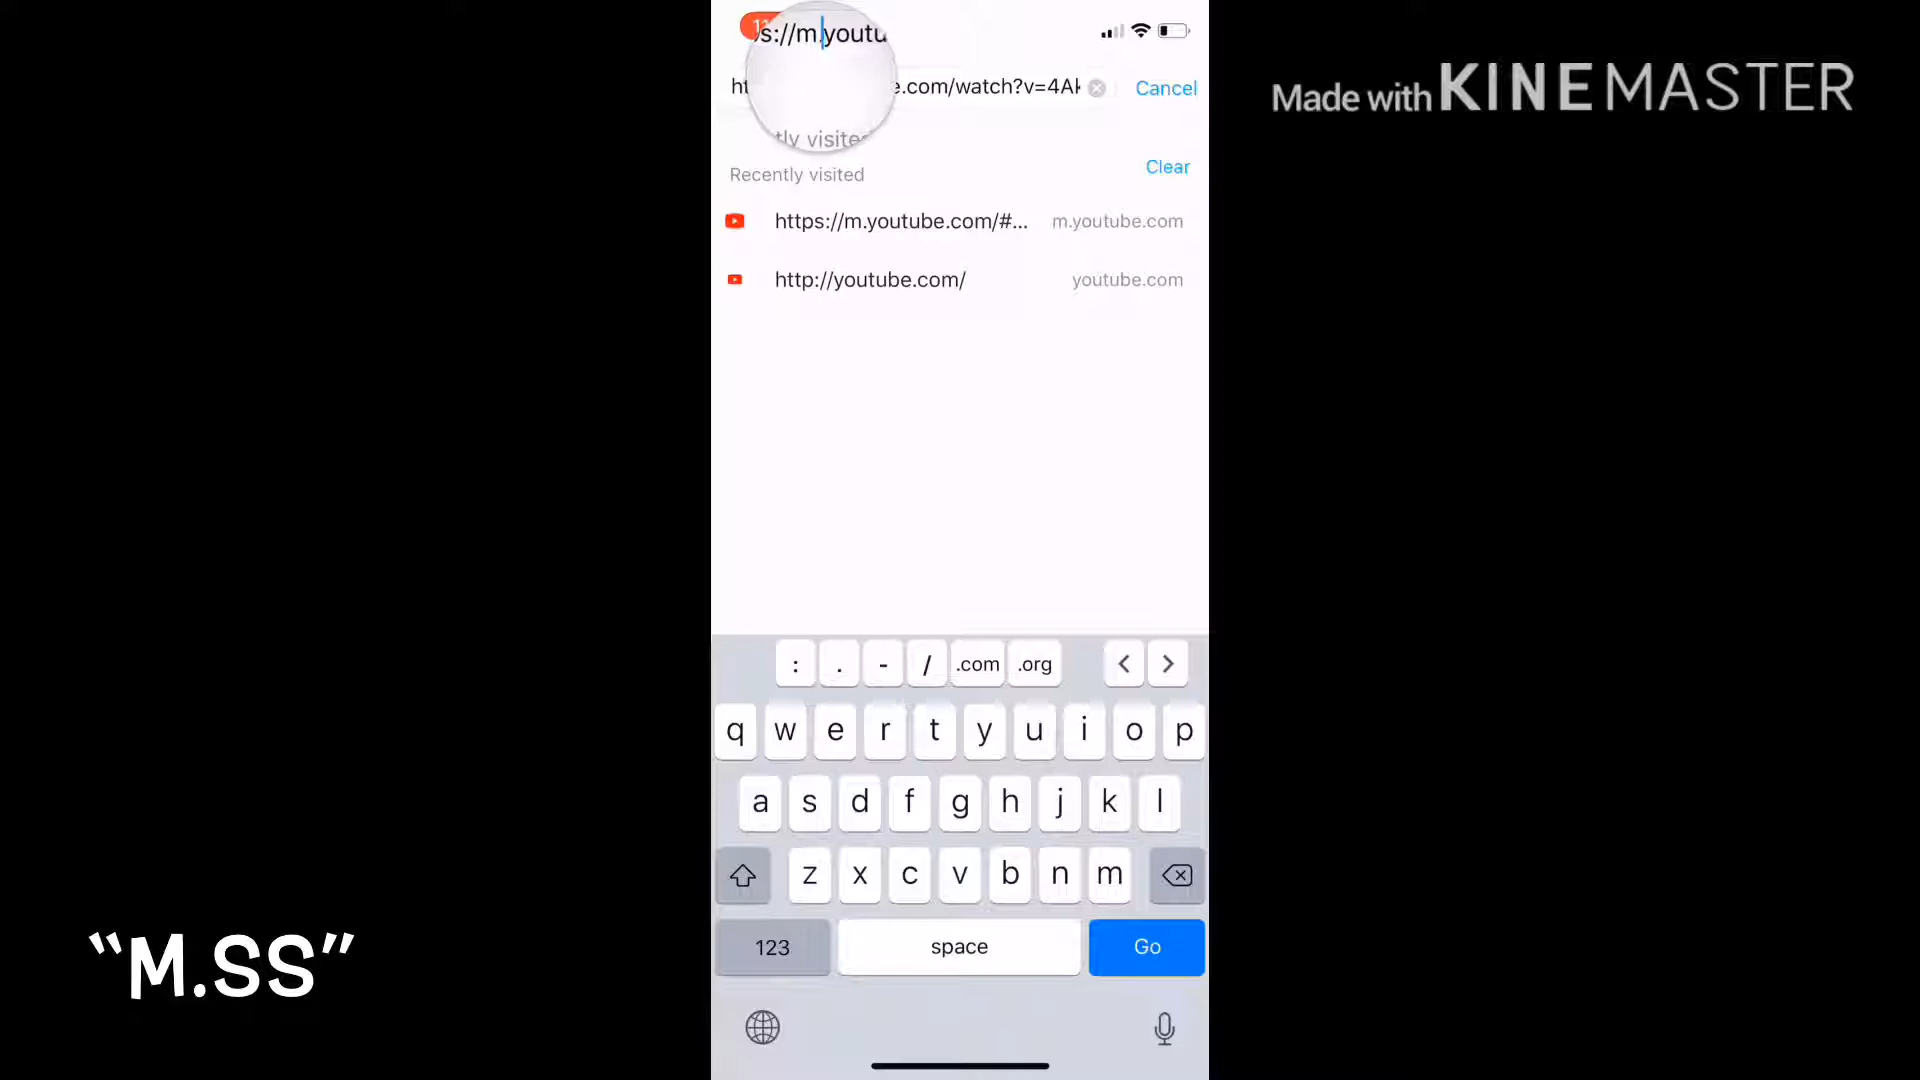 s://m.youtu
Made with KINEMASTER
e.com/watch?v=4Ak
Cancel
tly visite
Recently visited
Clear
https://m.youtube.com/#...
m.youtube.com
http://youtube.com/
youtube.com
: . - / .com .org < >
q w e r t y u i o p
a s d f g h j k l
z x c v b n m
123 space Go
"M.SS"